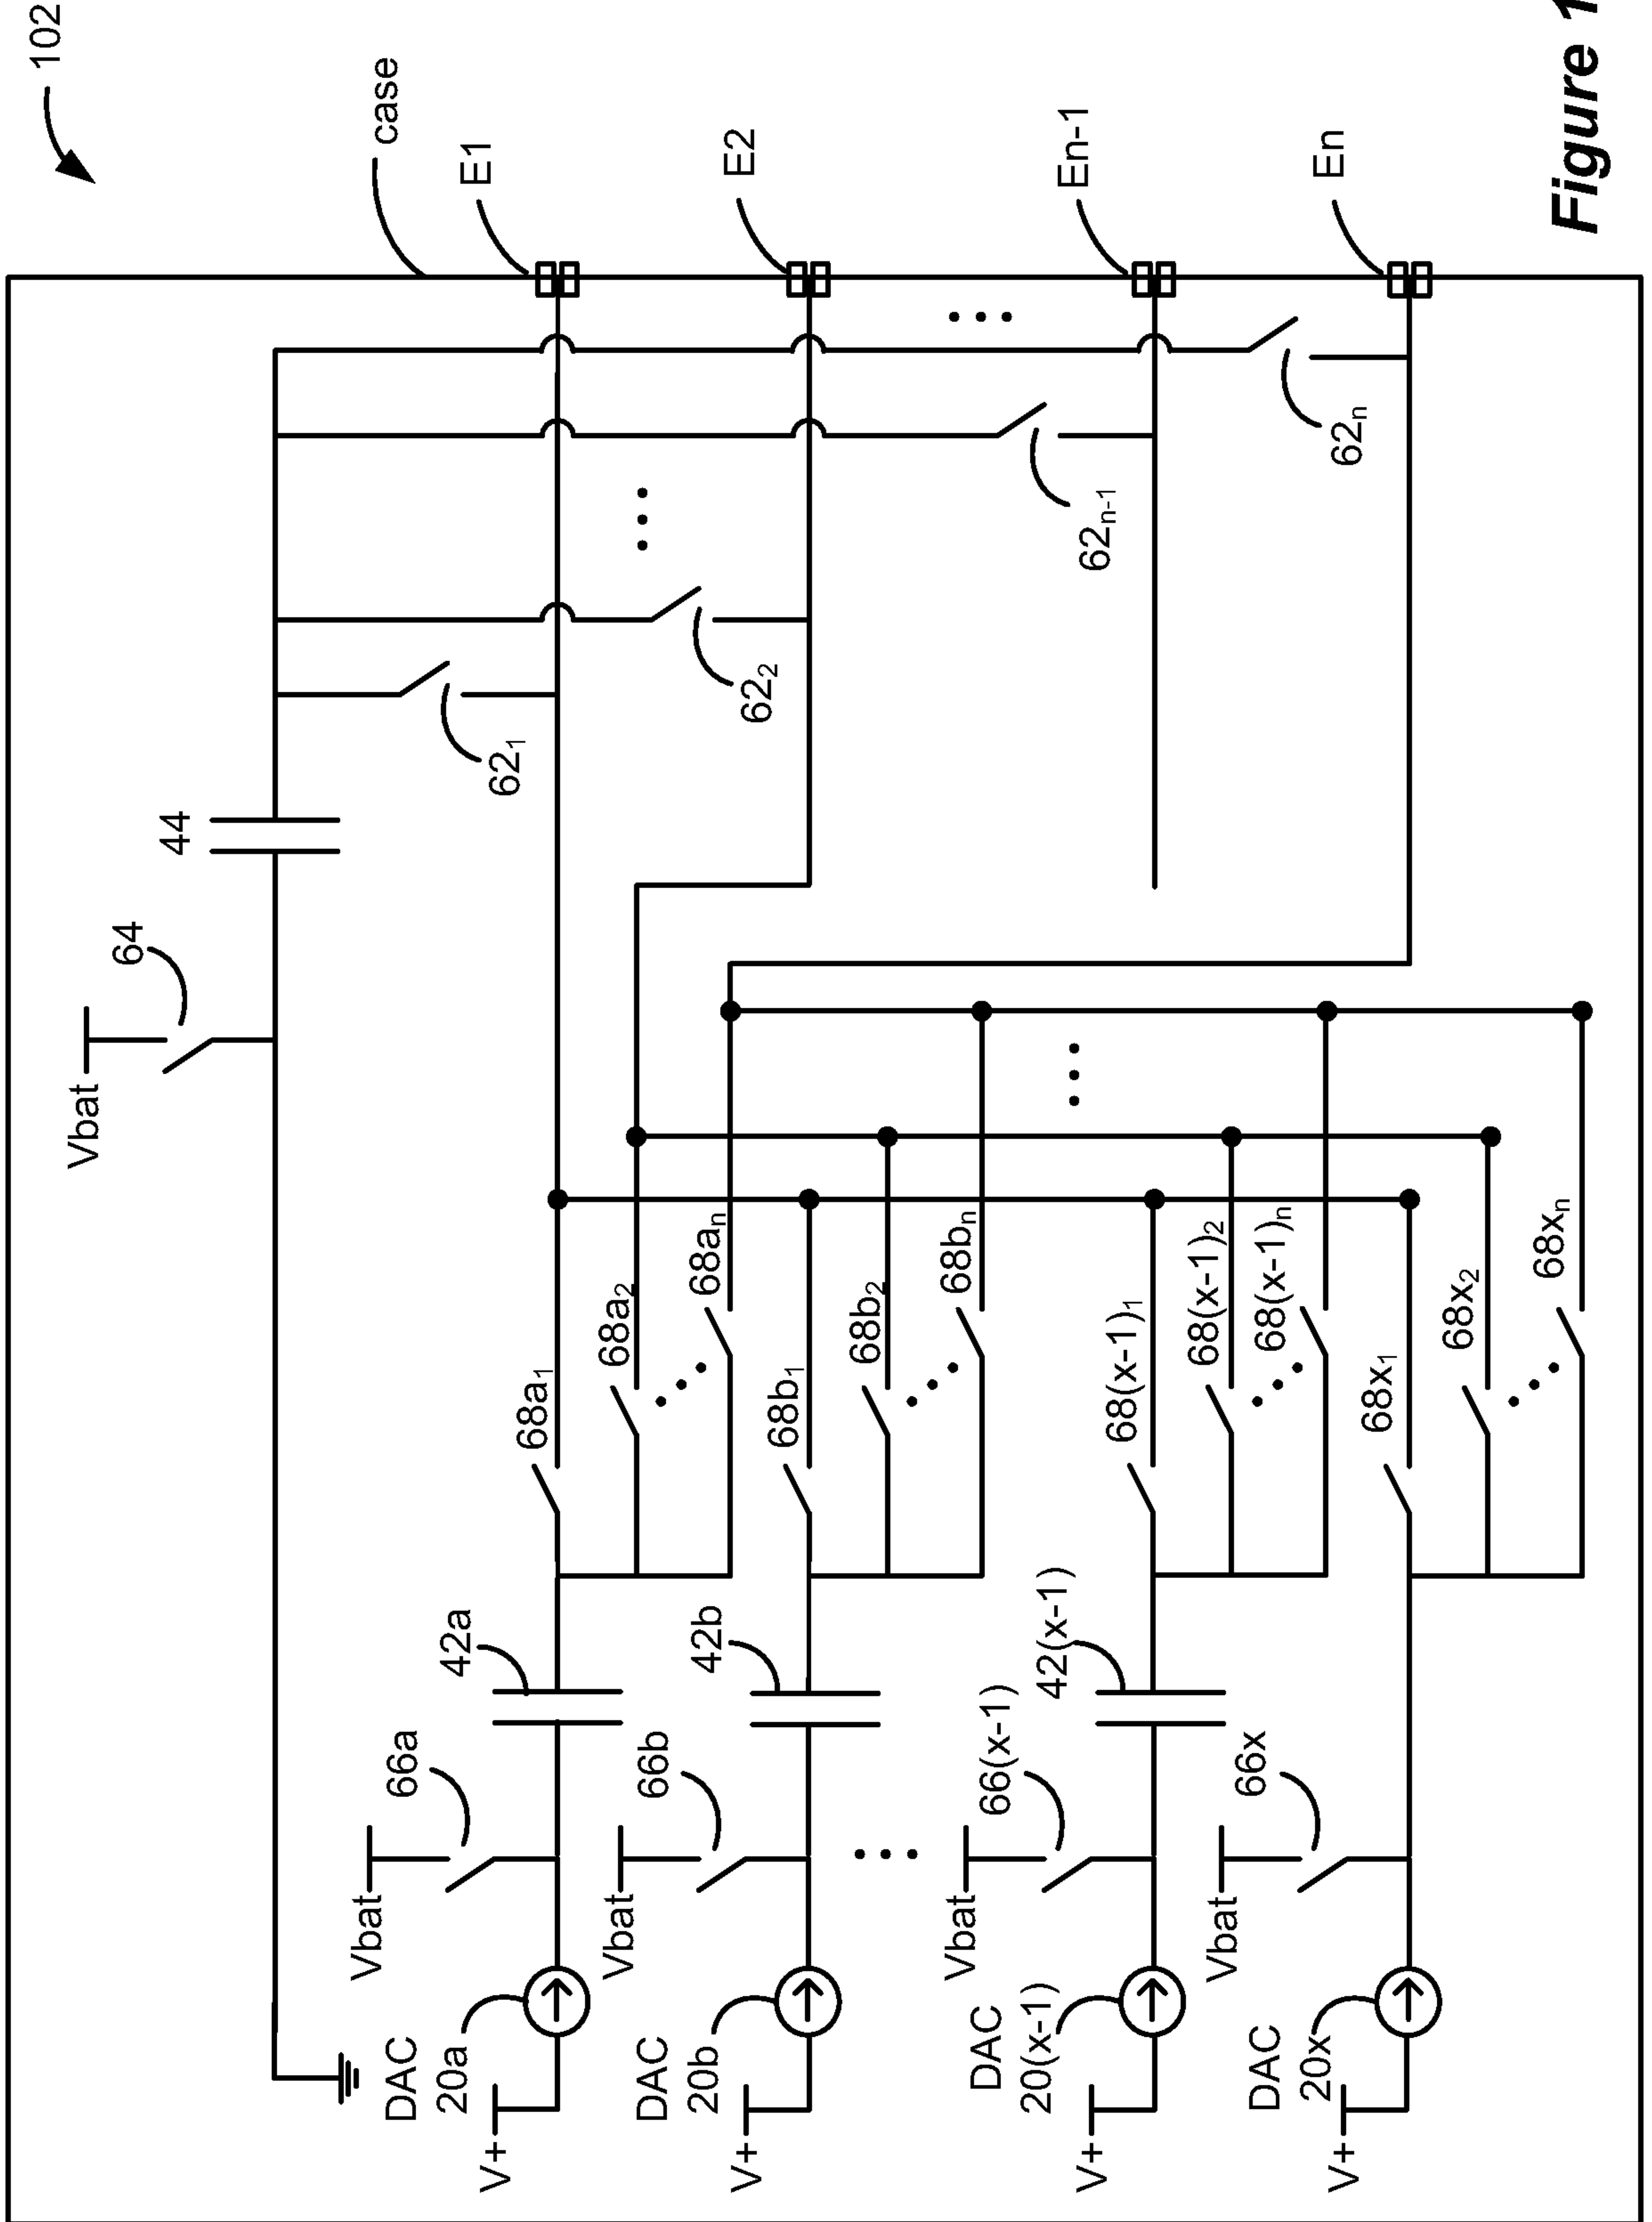 102
case
E1
E2
En-1
En
Vbat
64
44
62₁
62₂
62ₙ₋₁
62ₙ
Vbat
66a
42a
68a₁
68a₂
68aₙ
DAC
20a
V+
Vbat
66b
42b
68b₁
68b₂
68bₙ
DAC
20b
V+
Vbat
66(x-1)
42(x-1)
68(x-1)₁
68(x-1)₂
68(x-1)ₙ
DAC
20(x-1)
V+
Vbat
66x
68x₁
68x₂
68xₙ
DAC
20x
V+
Figure 1